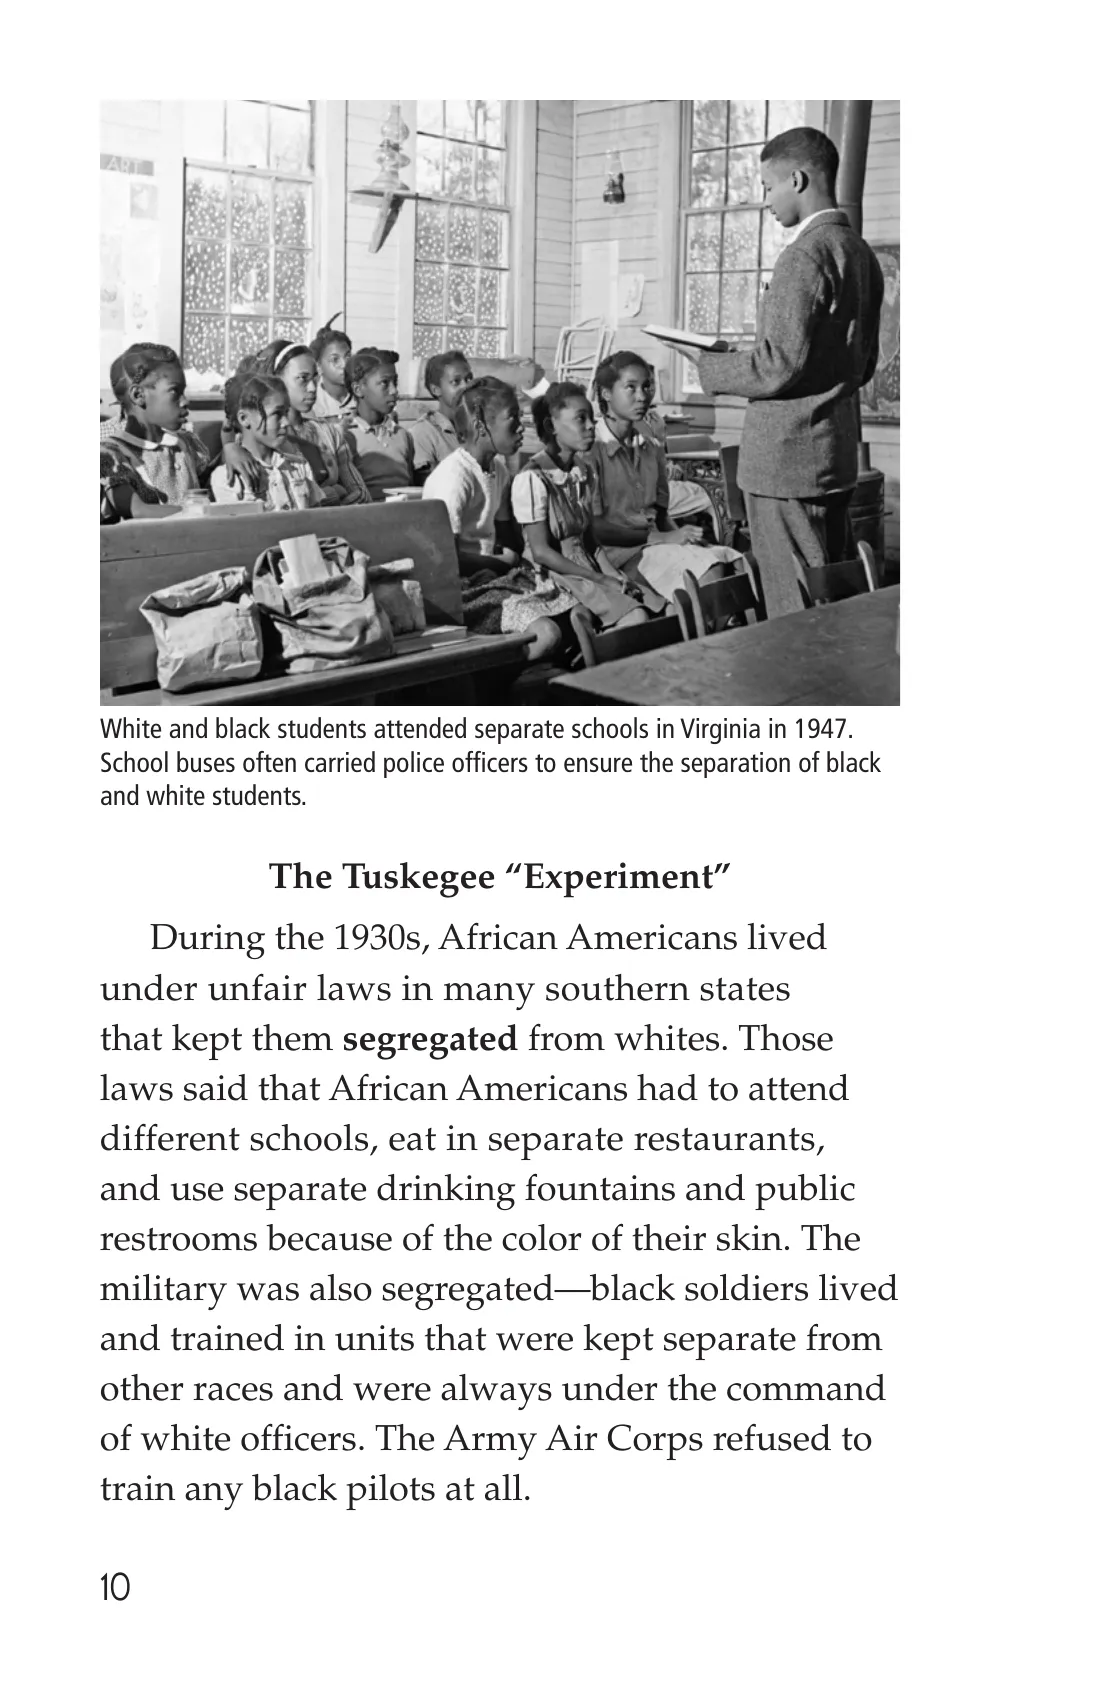 ART
White and black students attended separate schools in Virginia in 1947.
School buses often carried police officers to ensure the separation of black
and white students.
The Tuskegee “Experiment”
During the 1930s, African Americans lived
under unfair laws in many southern states
that kept them segregated from whites. Those
laws said that African Americans had to attend
different schools, eat in separate restaurants,
and use separate drinking fountains and public
restrooms because of the color of their skin. The
military was also segregated—black soldiers lived
and trained in units that were kept separate from
other races and were always under the command
of white officers. The Army Air Corps refused to
train any black pilots at all.
10